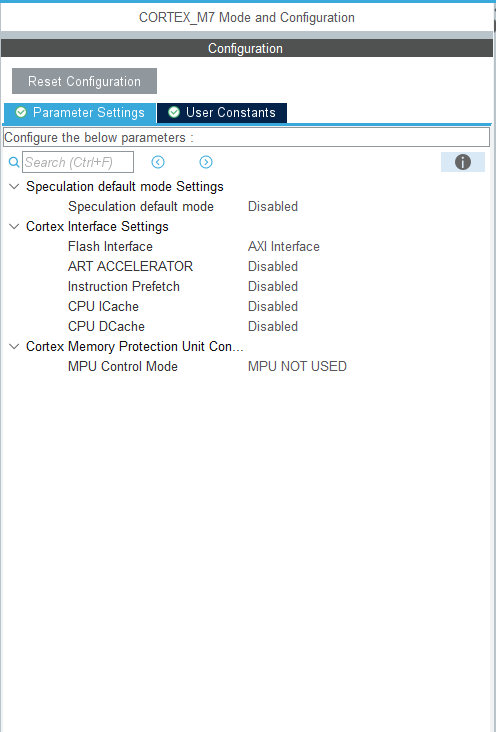 CORTEX_M7 Mode and Configuration
Configuration
Reset Configuration
Parameter Settings User Constants
Configure the below parameters :
Search (Ctrl+F)
Speculation default mode Settings
Speculation default mode Disabled
Cortex Interface Settings
Flash Interface AXI Interface
ART ACCELERATOR Disabled
Instruction Prefetch Disabled
CPU ICache Disabled
CPU DCache Disabled
Cortex Memory Protection Unit Con...
MPU Control Mode MPU NOT USED